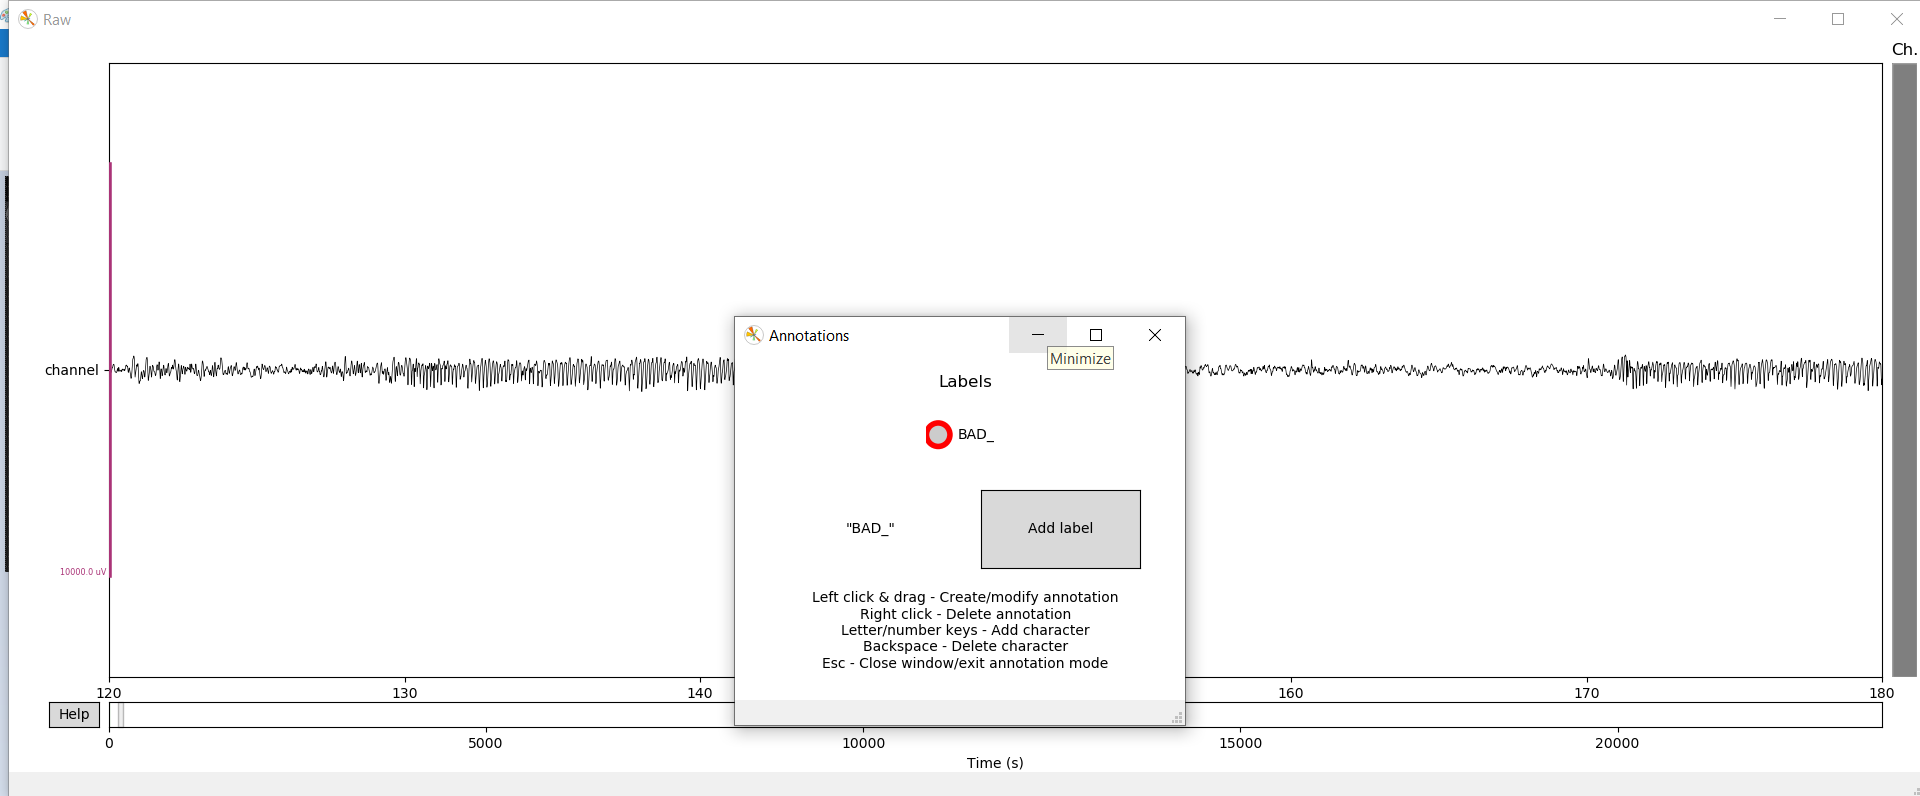 Raw
Ch.
channel
10000.0 uV
Annotations
Minimize
Labels
BAD_
"BAD_"
Add label
Left click & drag - Create/modify annotation
Right click - Delete annotation
Letter/number keys - Add character
Backspace - Delete character
Esc - Close window/exit annotation mode
120 130 140 160 170 180
Help
0 5000 10000 15000 20000
Time (s)